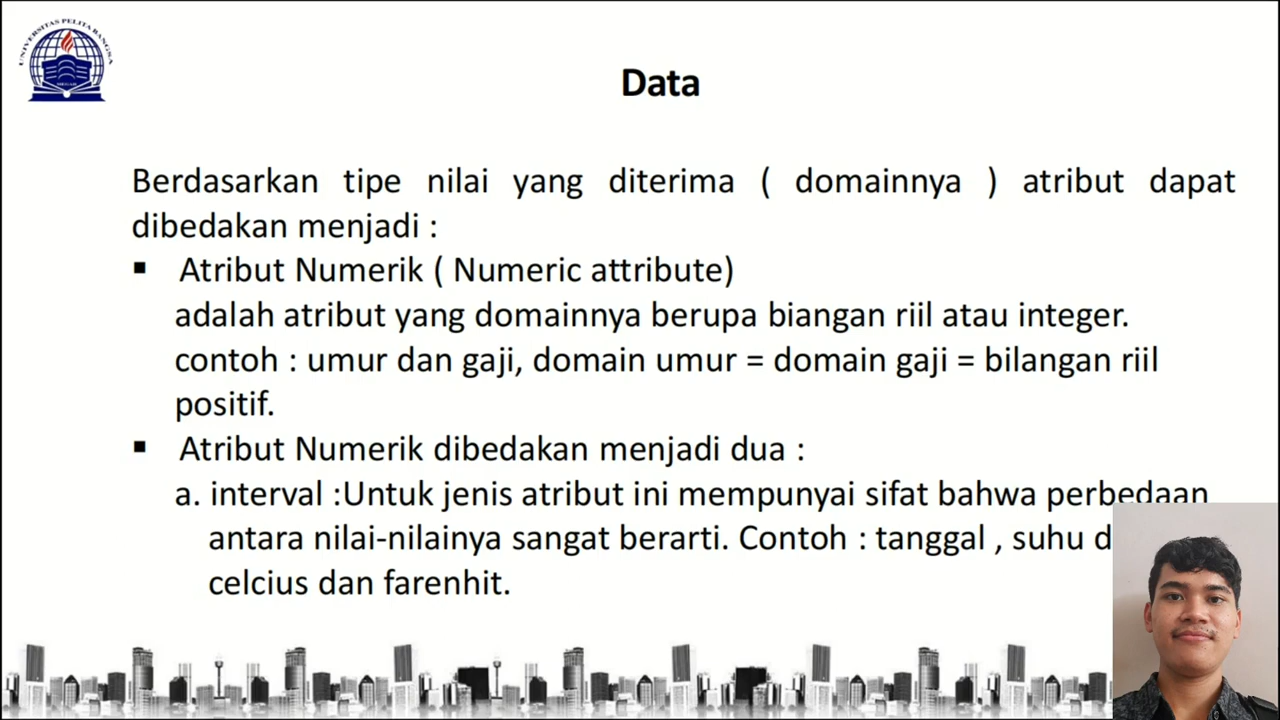 UNIVERSITAS PELITA BANGSA
Data
Berdasarkan tipe nilai yang diterima ( domainnya ) atribut dapat
dibedakan menjadi :
▪ Atribut Numerik ( Numeric attribute)
adalah atribut yang domainnya berupa biangan riil atau integer.
contoh : umur dan gaji, domain umur = domain gaji = bilangan riil
positif.
▪ Atribut Numerik dibedakan menjadi dua :
a. interval :Untuk jenis atribut ini mempunyai sifat bahwa perbedaan
antara nilai-nilainya sangat berarti. Contoh : tanggal , suhu d
celcius dan farenhit.